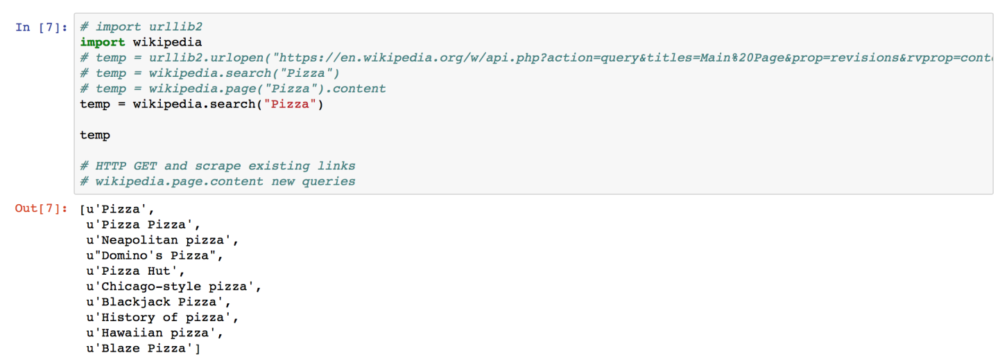 In [7]: # import urllib2
import wikipedia
# temp = urllib2.urlopen("https://en.wikipedia.org/w/api.php?action=query&titles=Main%20Page&prop=revisions&rvprop=cont
# temp = wikipedia.search("Pizza")
# temp = wikipedia.page("Pizza").content
temp = wikipedia.search("Pizza")
temp
# HTTP GET and scrape existing links
# wikipedia.page.content new queries
Out[7]: [u'Pizza',
u'Pizza Pizza',
u'Neapolitan pizza',
u"Domino's Pizza",
u'Pizza Hut',
u'Chicago-style pizza',
u'Blackjack Pizza',
u'History of pizza',
u'Hawaiian pizza',
u'Blaze Pizza']